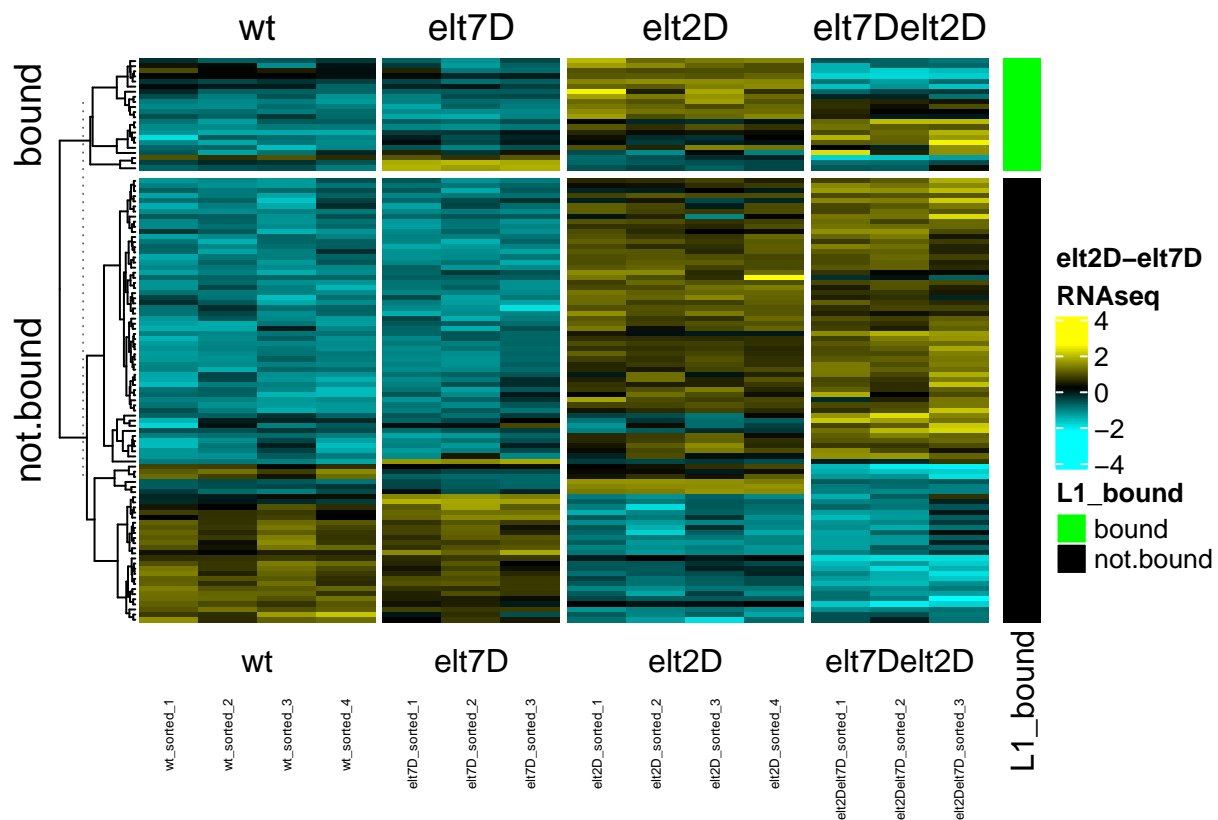 wt elt7D elt2D elt7Delt2D
bound
not.bound
elt2D−elt7D
RNAseq
4
2
0
−2
−4
L1_bound
bound
not.bound
wt elt7D elt2D elt7Delt2D
L1_bound
wt_sorted_1
wt_sorted_2
wt_sorted_3
wt_sorted_4
elt7D_sorted_1
elt7D_sorted_2
elt7D_sorted_3
elt2D_sorted_1
elt2D_sorted_2
elt2D_sorted_3
elt2D_sorted_4
elt2Delt7D_sorted_1
elt2Delt7D_sorted_2
elt2Delt7D_sorted_3